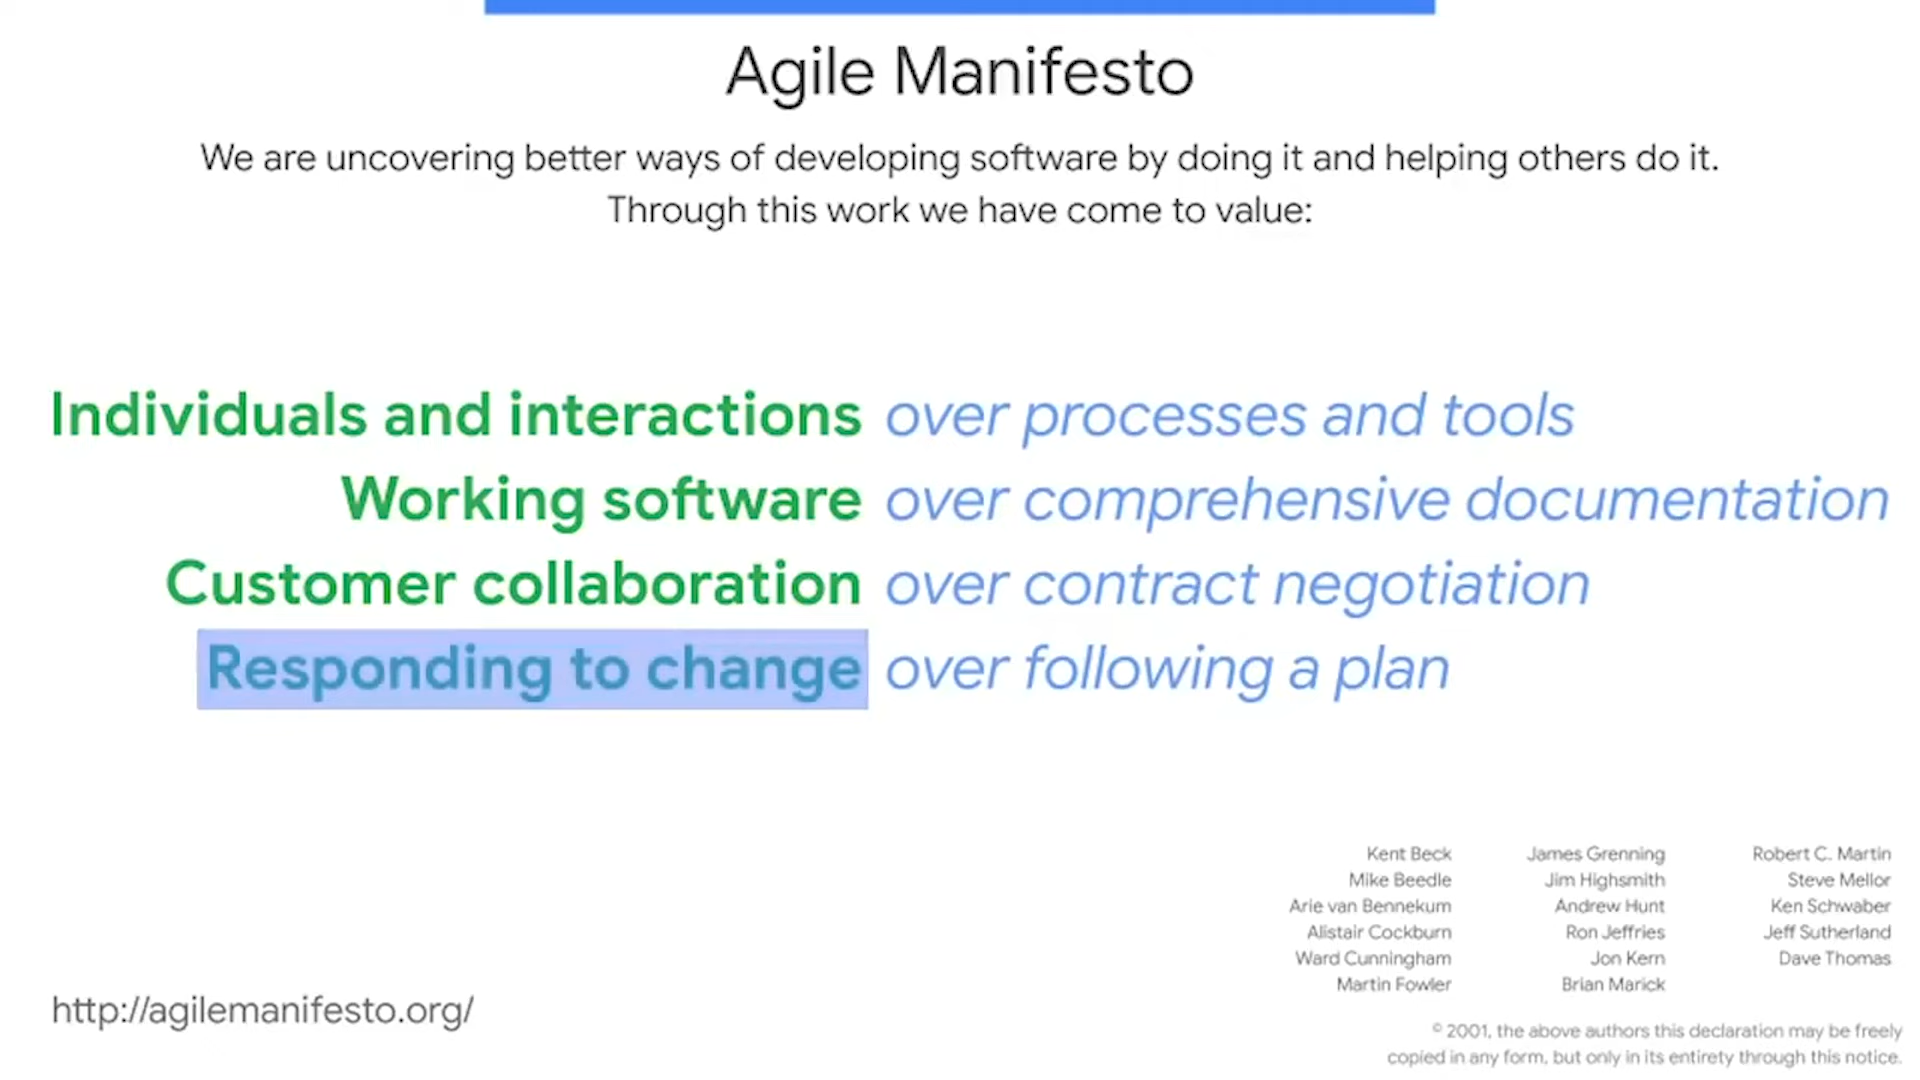 Agile Manifesto
We are uncovering better ways of developing software by doing it and helping others do it.
Through this work we have come to value:
Individuals and interactions over processes and tools
Working software over comprehensive documentation
Customer collaboration over contract negotiation
Responding to change over following a plan
Kent Beck
Mike Beedle
Arie van Bennekum
Alistair Cockburn
Ward Cunningham
Martin Fowler
James Grenning
Jim Highsmith
Andrew Hunt
Ron Jeffries
Jon Kern
Brian Marick
Robert C. Martin
Steve Mellor
Ken Schwaber
Jeff Sutherland
Dave Thomas
http://agilemanifesto.org/
© 2001, the above authors this declaration may be freely
copied in any form, but only in its entirety through this notice.